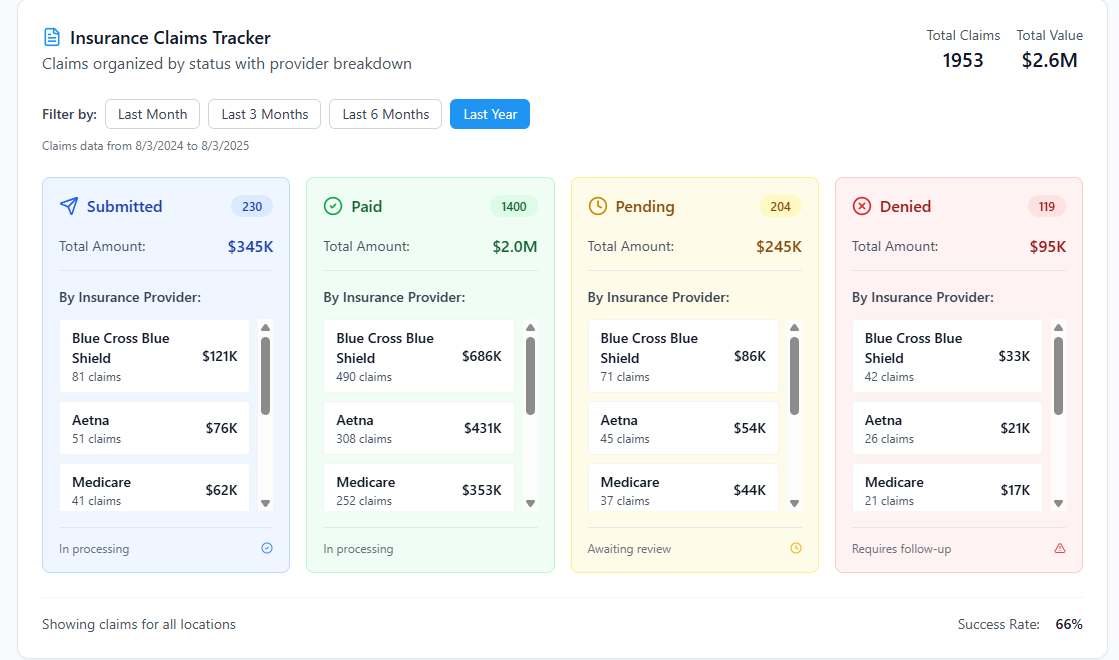 Insurance Claims Tracker
Claims organized by status with provider breakdown
Total Claims
1953
Total Value
$2.6M
Filter by: Last Month Last 3 Months Last 6 Months Last Year
Claims data from 8/3/2024 to 8/3/2025
Submitted 230
Total Amount: $345K
By Insurance Provider:
Blue Cross Blue
Shield
81 claims
$121K
Aetna
51 claims
$76K
Medicare
41 claims
$62K
In processing
Paid 1400
Total Amount: $2.0M
By Insurance Provider:
Blue Cross Blue
Shield
490 claims
$686K
Aetna
308 claims
$431K
Medicare
252 claims
$353K
In processing
Pending 204
Total Amount: $245K
By Insurance Provider:
Blue Cross Blue
Shield
71 claims
$86K
Aetna
45 claims
$54K
Medicare
37 claims
$44K
Awaiting review
Denied 119
Total Amount: $95K
By Insurance Provider:
Blue Cross Blue
Shield
42 claims
$33K
Aetna
26 claims
$21K
Medicare
21 claims
$17K
Requires follow-up
Showing claims for all locations
Success Rate: 66%